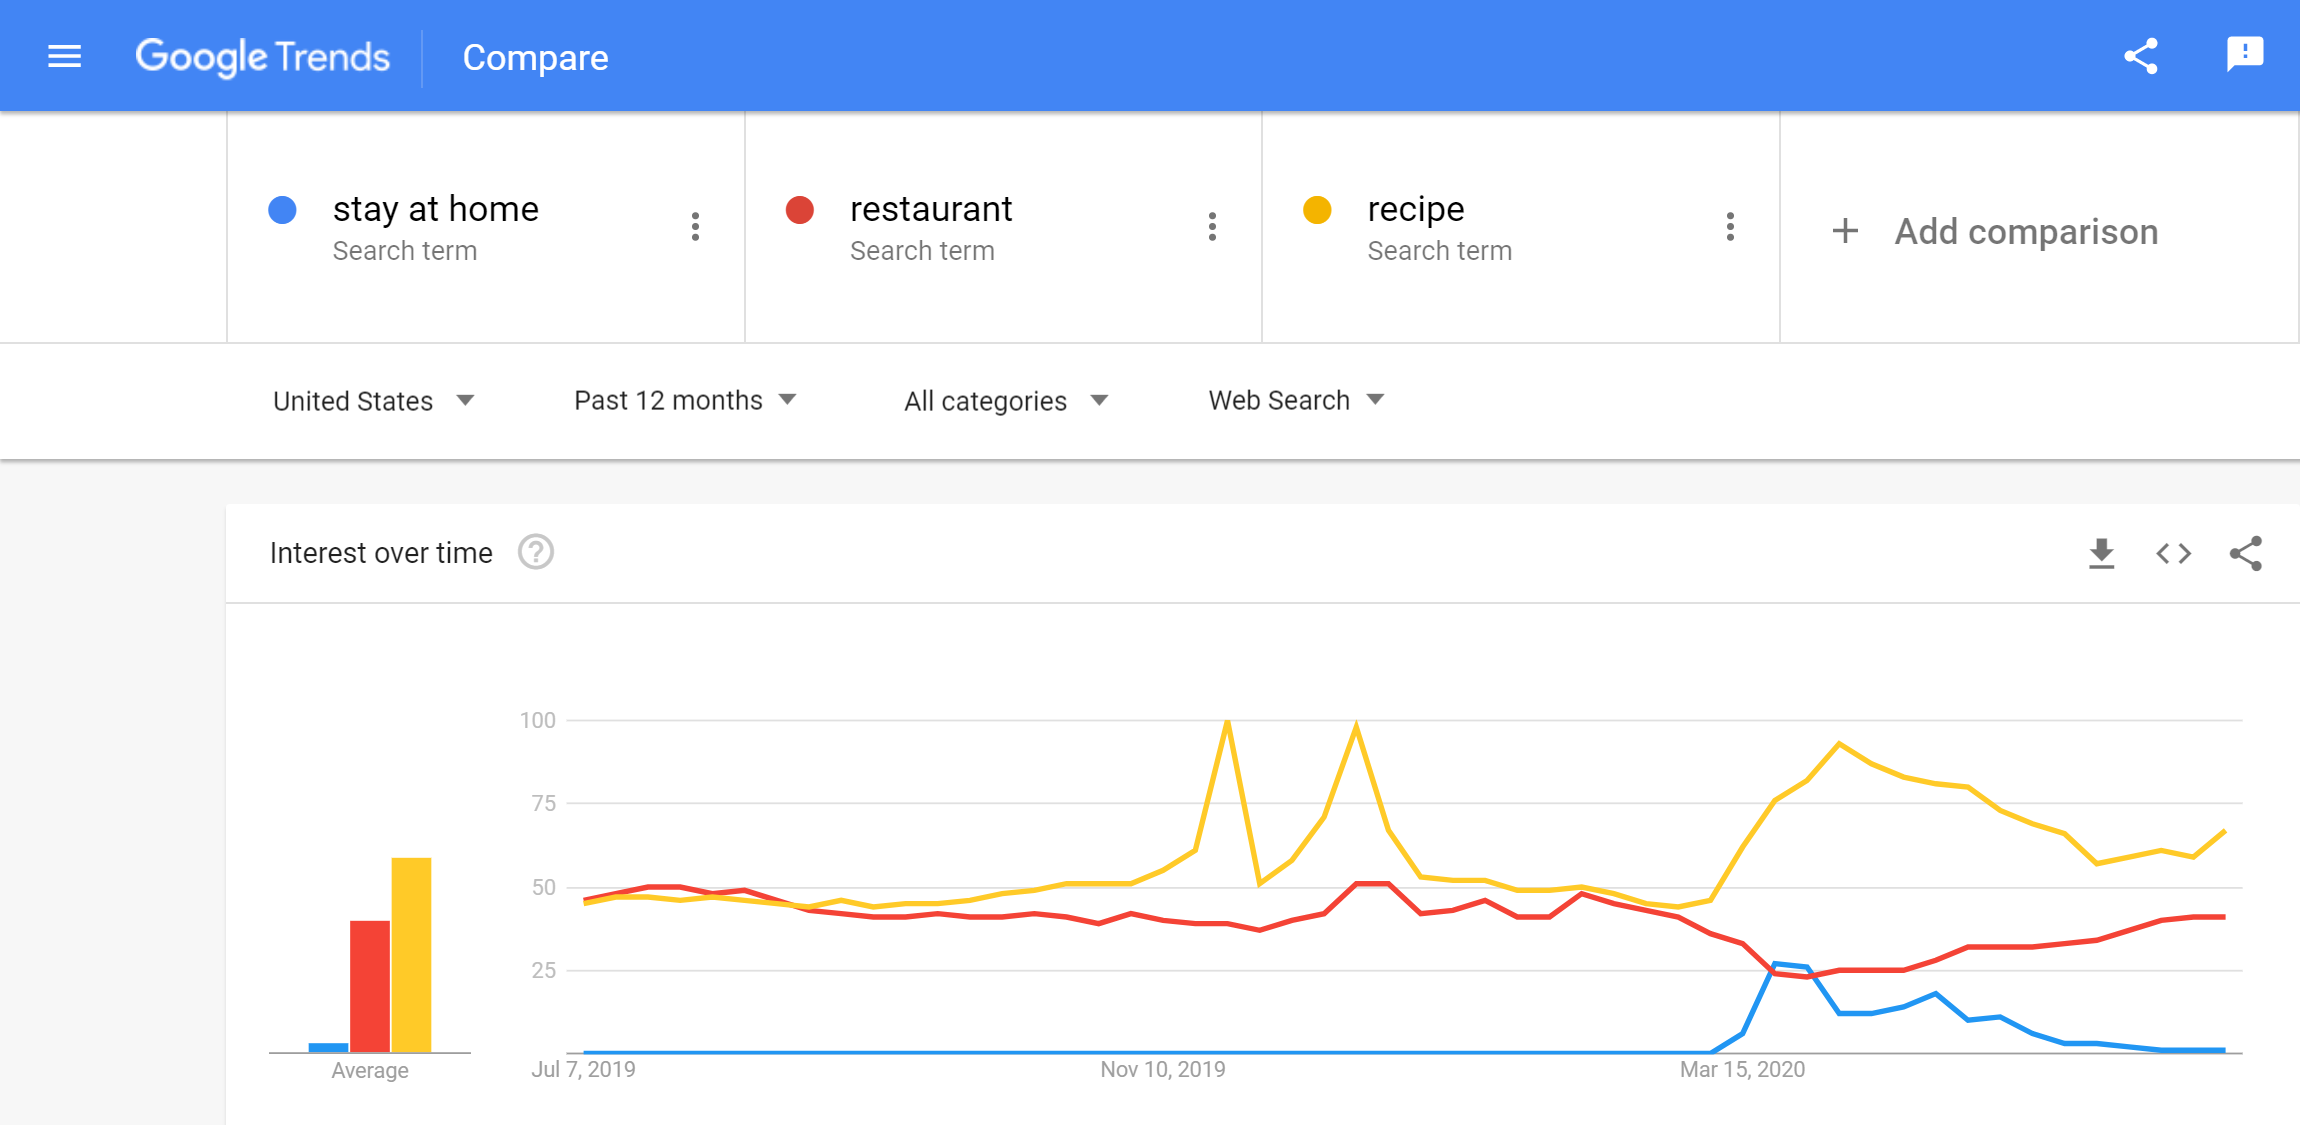 Google Trends Compare
stay at home
Search term
restaurant
Search term
recipe
Search term
+ Add comparison
United States
Past 12 months
All categories
Web Search
Interest over time ?
100
75
50
25
Average
Jul 7, 2019
Nov 10, 2019
Mar 15, 2020